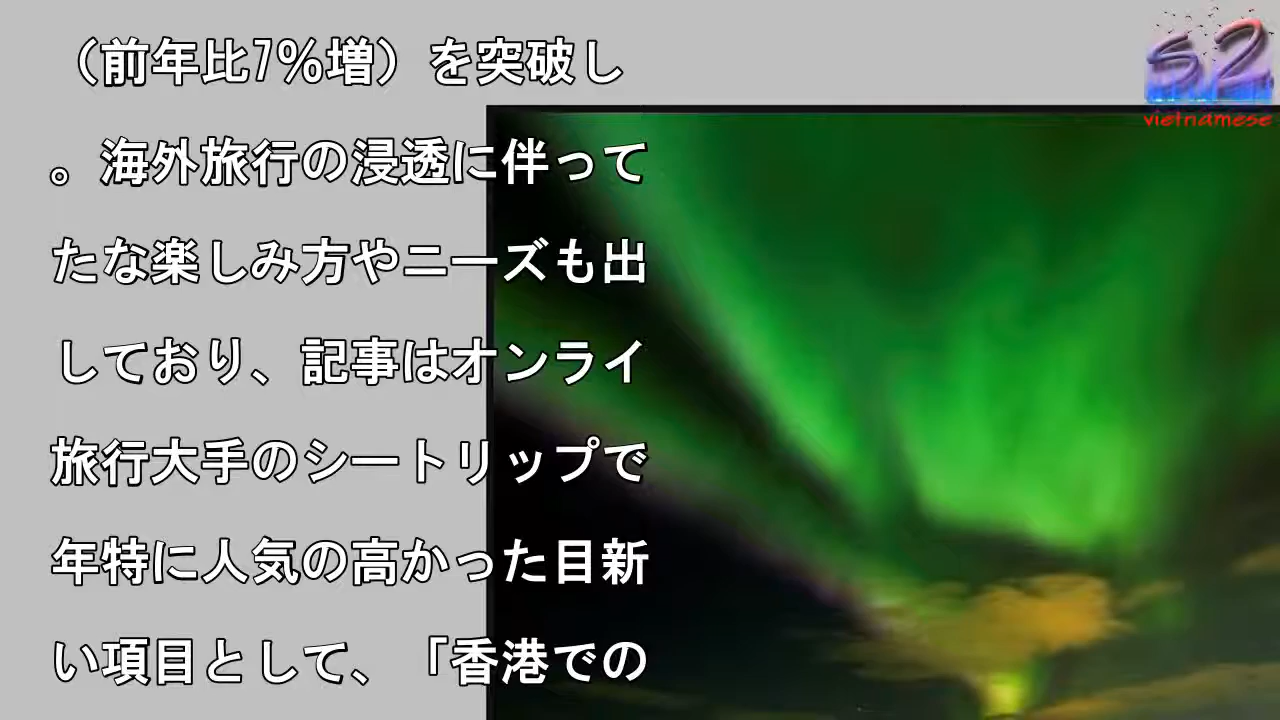 （前年比7％増）を突破し
。海外旅行の浸透に伴って
たな楽しみ方やニーズも出
しており、記事はオンライ
旅行大手のシートリップで
年特に人気の高かった目新
い項目として、「香港での
S2
vietnamese